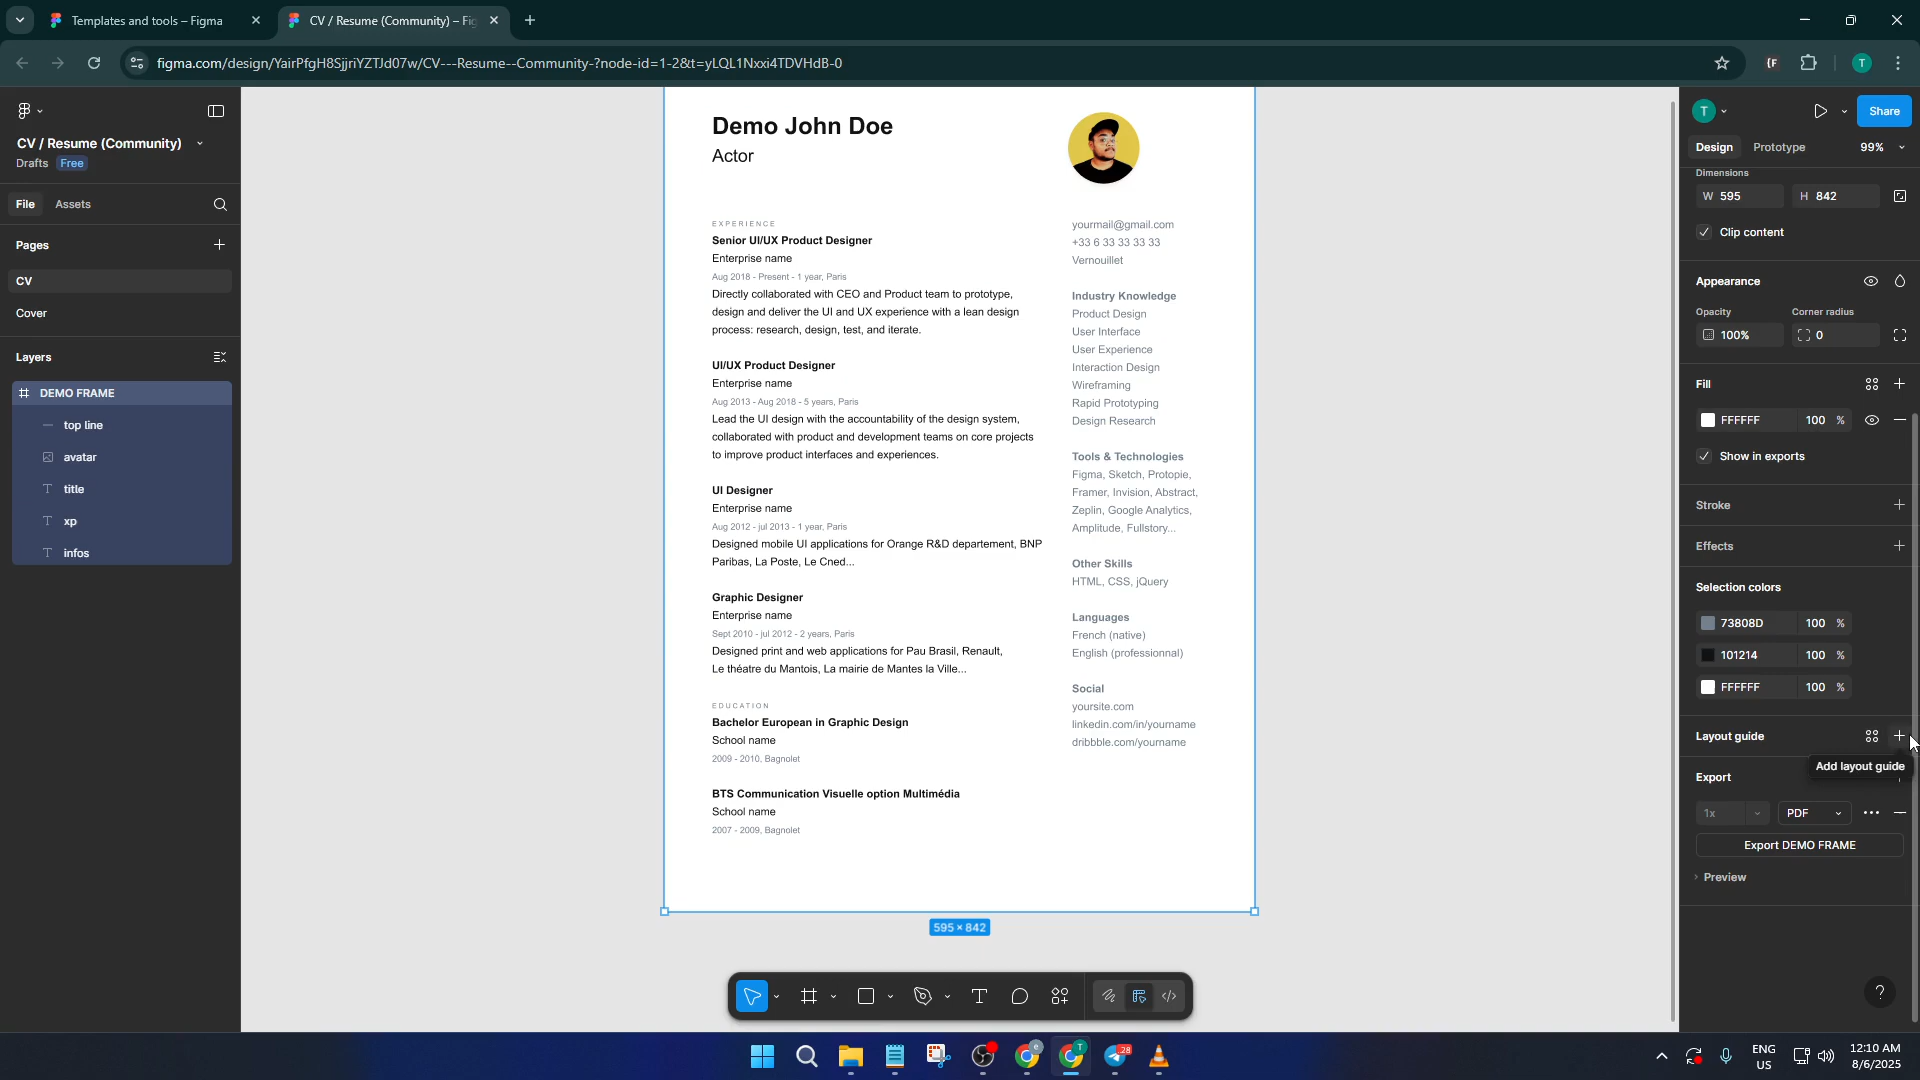 Templates and tools – Figma
CV / Resume (Community) – Fig
figma.com/design/YairPfgH8SjjriYZTJd07w/CV---Resume--Community-?node-id=1-2&t=yLQL1Nxxi4TDVHdB-0
T
CV / Resume (Community)
Drafts Free
File Assets
Pages
CV
Cover
Layers
DEMO FRAME
top line
avatar
title
xp
infos
Demo John Doe
Actor
EXPERIENCE
Senior UI/UX Product Designer
Enterprise name
Aug 2018 - Present - 1 year, Paris
Directly collaborated with CEO and Product team to prototype,
design and deliver the UI and UX experience with a lean design
process: research, design, test, and iterate.
UI/UX Product Designer
Enterprise name
Aug 2013 - Aug 2018 - 5 years, Paris
Lead the UI design with the accountability of the design system,
collaborated with product and development teams on core projects
to improve product interfaces and experiences.
UI Designer
Enterprise name
Aug 2012 - jul 2013 - 1 year, Paris
Designed mobile UI applications for Orange R&D departement, BNP
Paribas, La Poste, Le Cned...
Graphic Designer
Enterprise name
Sept 2010 - jul 2012 - 2 years, Paris
Designed print and web applications for Pau Brasil, Renault,
Le théatre du Mantois, La mairie de Mantes la Ville...
EDUCATION
Bachelor European in Graphic Design
School name
2009 - 2010, Bagnolet
BTS Communication Visuelle option Multimédia
School name
2007 - 2009, Bagnolet
yourmail@gmail.com
+33 6 33 33 33 33
Vernouillet
Industry Knowledge
Product Design
User Interface
User Experience
Interaction Design
Wireframing
Rapid Prototyping
Design Research
Tools & Technologies
Figma, Sketch, Protopie,
Framer, Invision, Abstract,
Zeplin, Google Analytics,
Amplitude, Fullstory...
Other Skills
HTML, CSS, jQuery
Languages
French (native)
English (professionnal)
Social
yoursite.com
linkedin.com/in/yourname
dribbble.com/yourname
595 × 842
T
Share
Design Prototype 99%
Dimensions
W 595 H 842
Clip content
Appearance
Opacity Corner radius
100% 0
Fill
FFFFFF 100 %
Show in exports
Stroke
Effects
Selection colors
73808D 100 %
101214 100 %
FFFFFF 100 %
Layout guide
Add layout guide
Export
1x PDF
Export DEMO FRAME
Preview
?
e
T
28
ENG
US
12:10 AM
8/6/2025